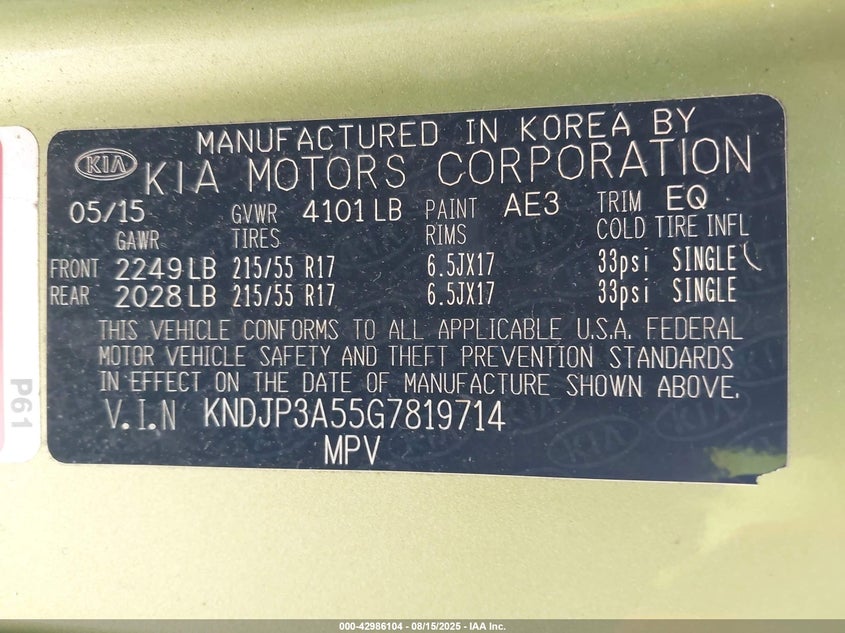 MANUFACTURED IN KOREA BY
KIA KIA MOTORS CORPORATION
05/15 GVWR 4101 LB PAINT AE3 TRIM EQ
GAWR TIRES RIMS COLD TIRE INFL
FRONT 2249 LB 215/55 R17 6.5JX17 33psi SINGLE
REAR 2028 LB 215/55 R17 6.5JX17 33psi SINGLE
THIS VEHICLE CONFORMS TO ALL APPLICABLE U.S.A. FEDERAL
MOTOR VEHICLE SAFETY AND THEFT PREVENTION STANDARDS
IN EFFECT ON THE DATE OF MANUFACTURE SHOWN ABOVE.
V.I.N KNDJP3A55G7819714
MPV
P61
000-42986104 - 08/15/2025 - IAA Inc.